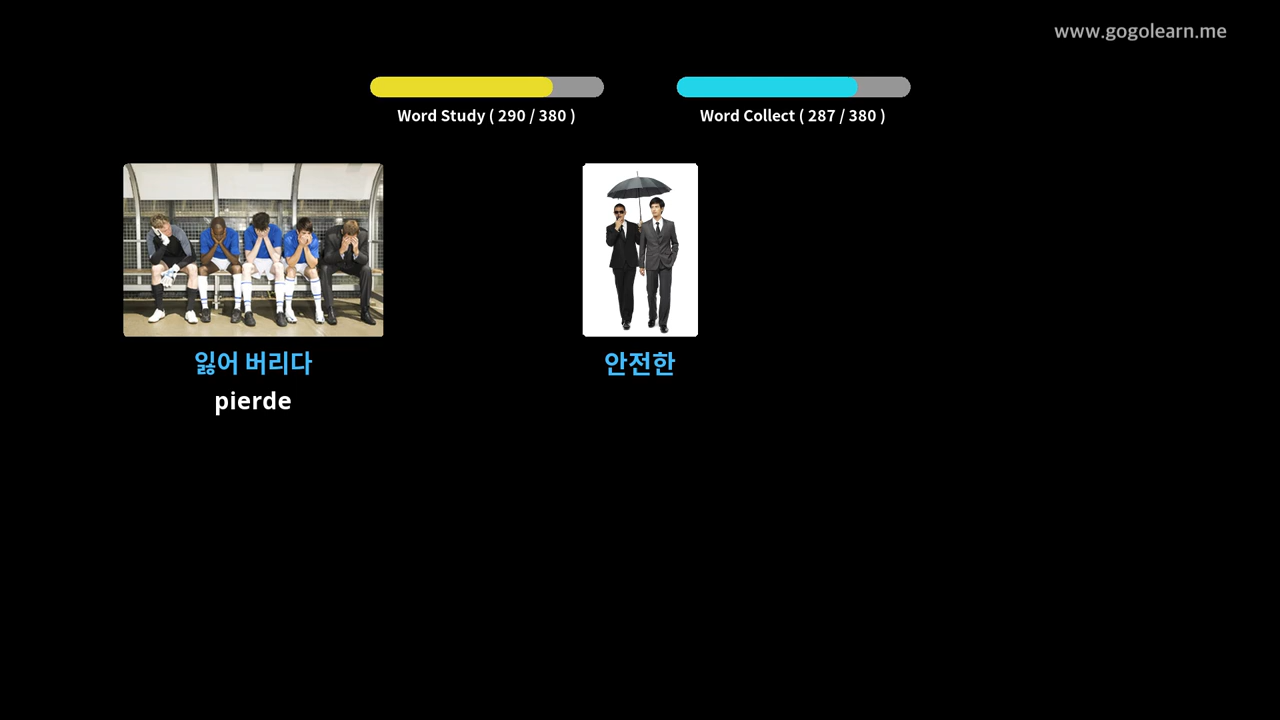 www.gogolearn.me
Word Study ( 290 / 380 )
Word Collect ( 287 / 380 )
잃어 버리다
pierde
안전한